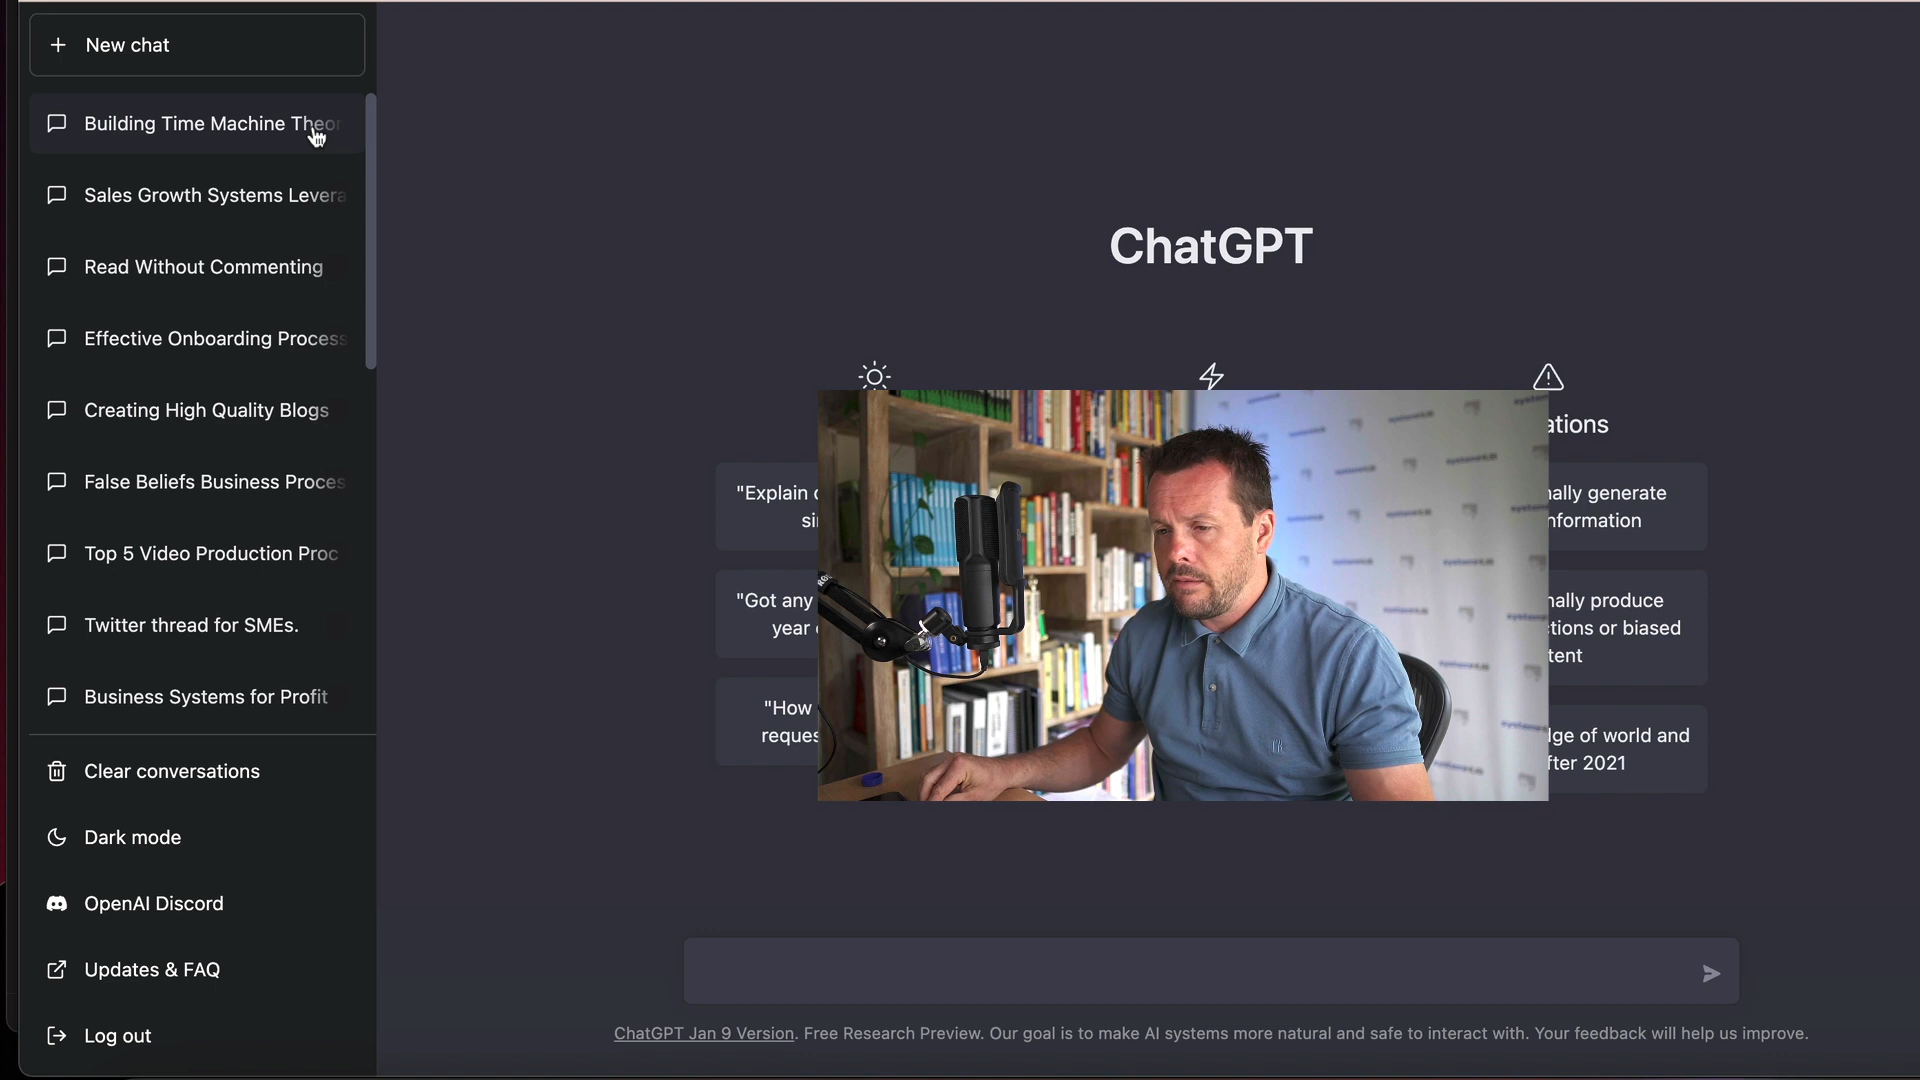 New chat
Building Time Machine Theor
Sales Growth Systems Levera
Read Without Commenting
Effective Onboarding Process
Creating High Quality Blogs
False Beliefs Business Proces
Top 5 Video Production Proc
Twitter thread for SMEs.
Business Systems for Profit
Clear conversations
Dark mode
OpenAI Discord
Updates & FAQ
Log out
ChatGPT
"Explain
"Got any
year
"How
reques
ations
nally generate
nformation
nally produce
ctions or biased
tent
dge of world and
fter 2021
ChatGPT Jan 9 Version. Free Research Preview. Our goal is to make AI systems more natural and safe to interact with. Your feedback will help us improve.